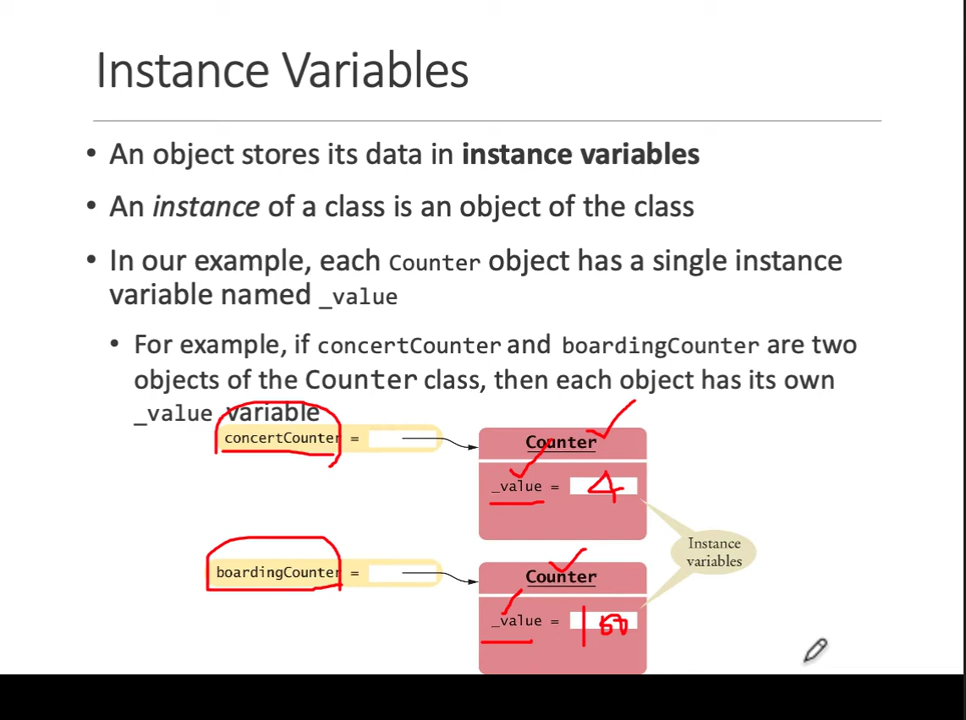 Instance Variables
• An object stores its data in instance variables
• An instance of a class is an object of the class
• In our example, each Counter object has a single instance
variable named _value
• For example, if concertCounter and boardingCounter are two
objects of the Counter class, then each object has its own
_value variable
concertCounter =
Counter
_value = 4
Instance
variables
boardingCounter =
Counter
_value =